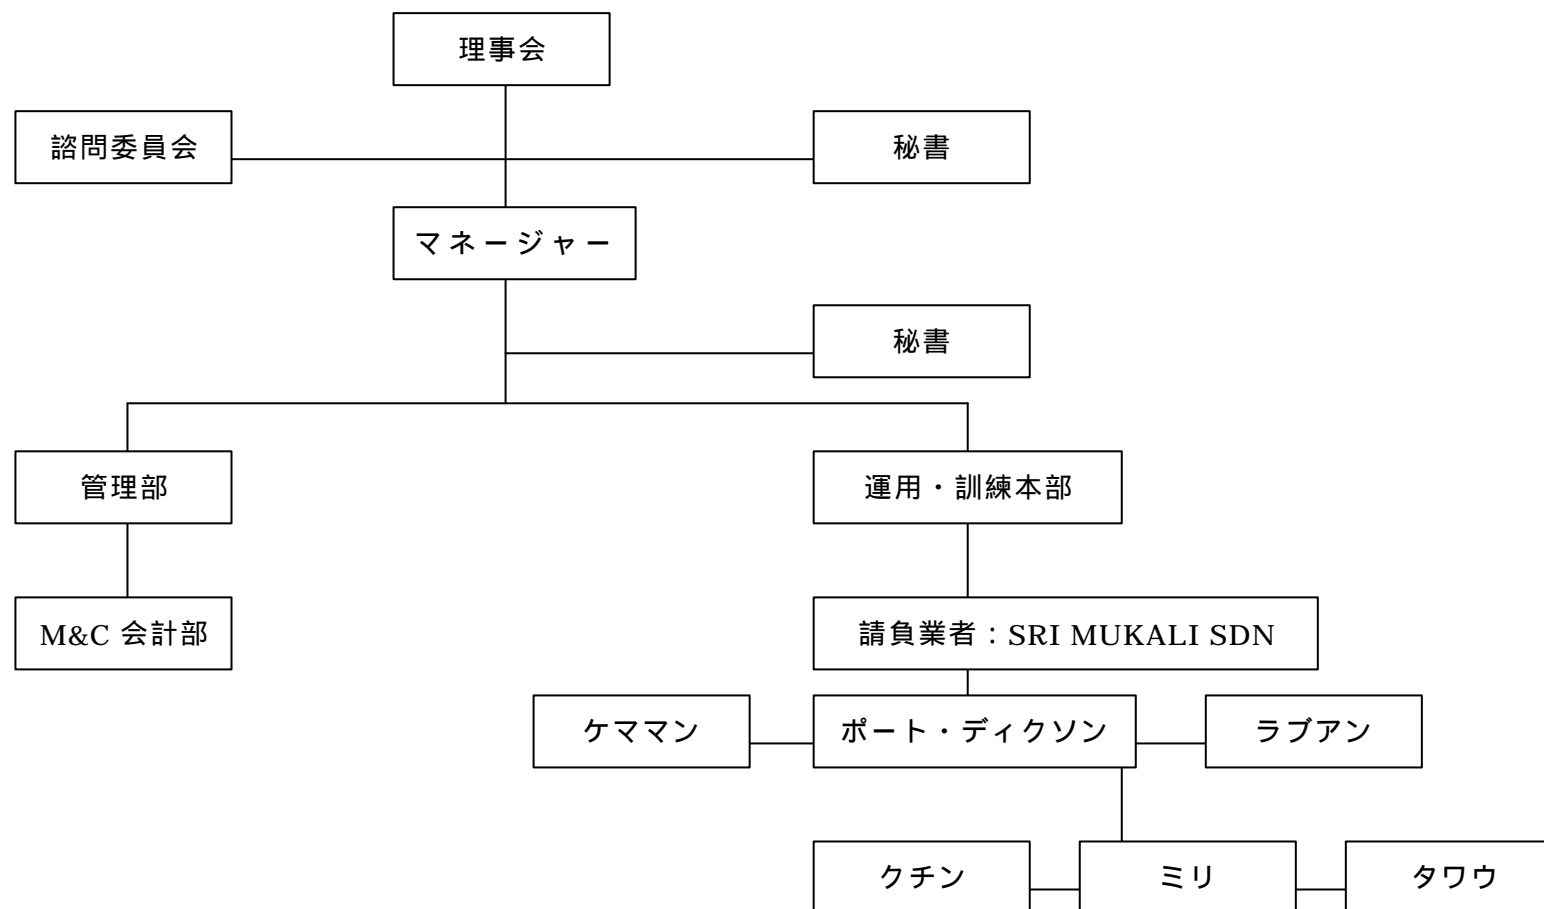 理事会
諮問委員会
秘書
マネージャー
秘書
管理部
運用・訓練本部
M&C 会計部
請負業者：SRI MUKALI SDN
ケママン
ポート・ディクソン
ラブアン
クチン
ミリ
タワウ